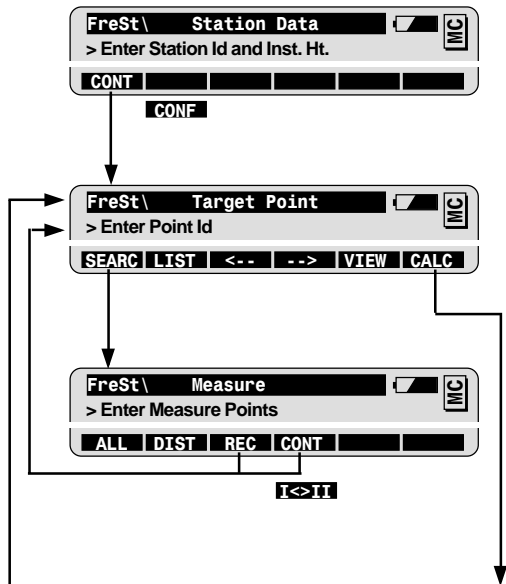 FreSt\ Station Data MC
> Enter Station Id and Inst. Ht.
CONT
CONF
FreSt\ Target Point MC
> Enter Point Id
SEARC LIST <-- --> VIEW CALC
FreSt\ Measure MC
> Enter Measure Points
ALL DIST REC CONT
I<>II